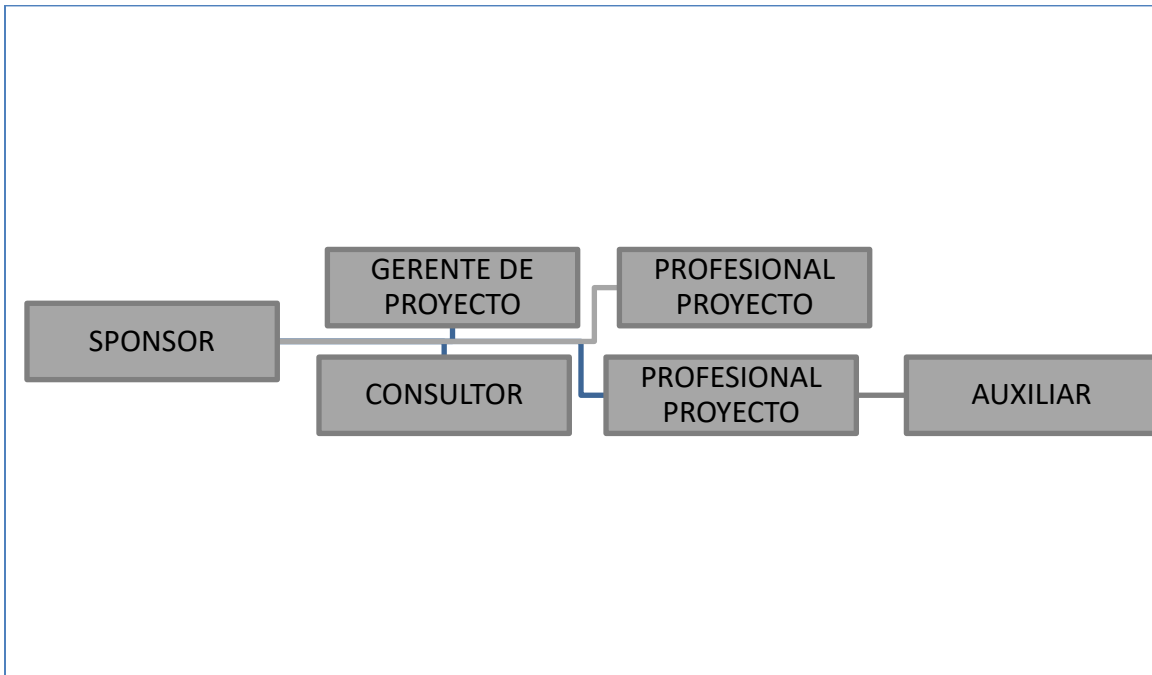 SPONSOR
GERENTE DE
PROYECTO
CONSULTOR
PROFESIONAL
PROYECTO
PROFESIONAL
PROYECTO
AUXILIAR